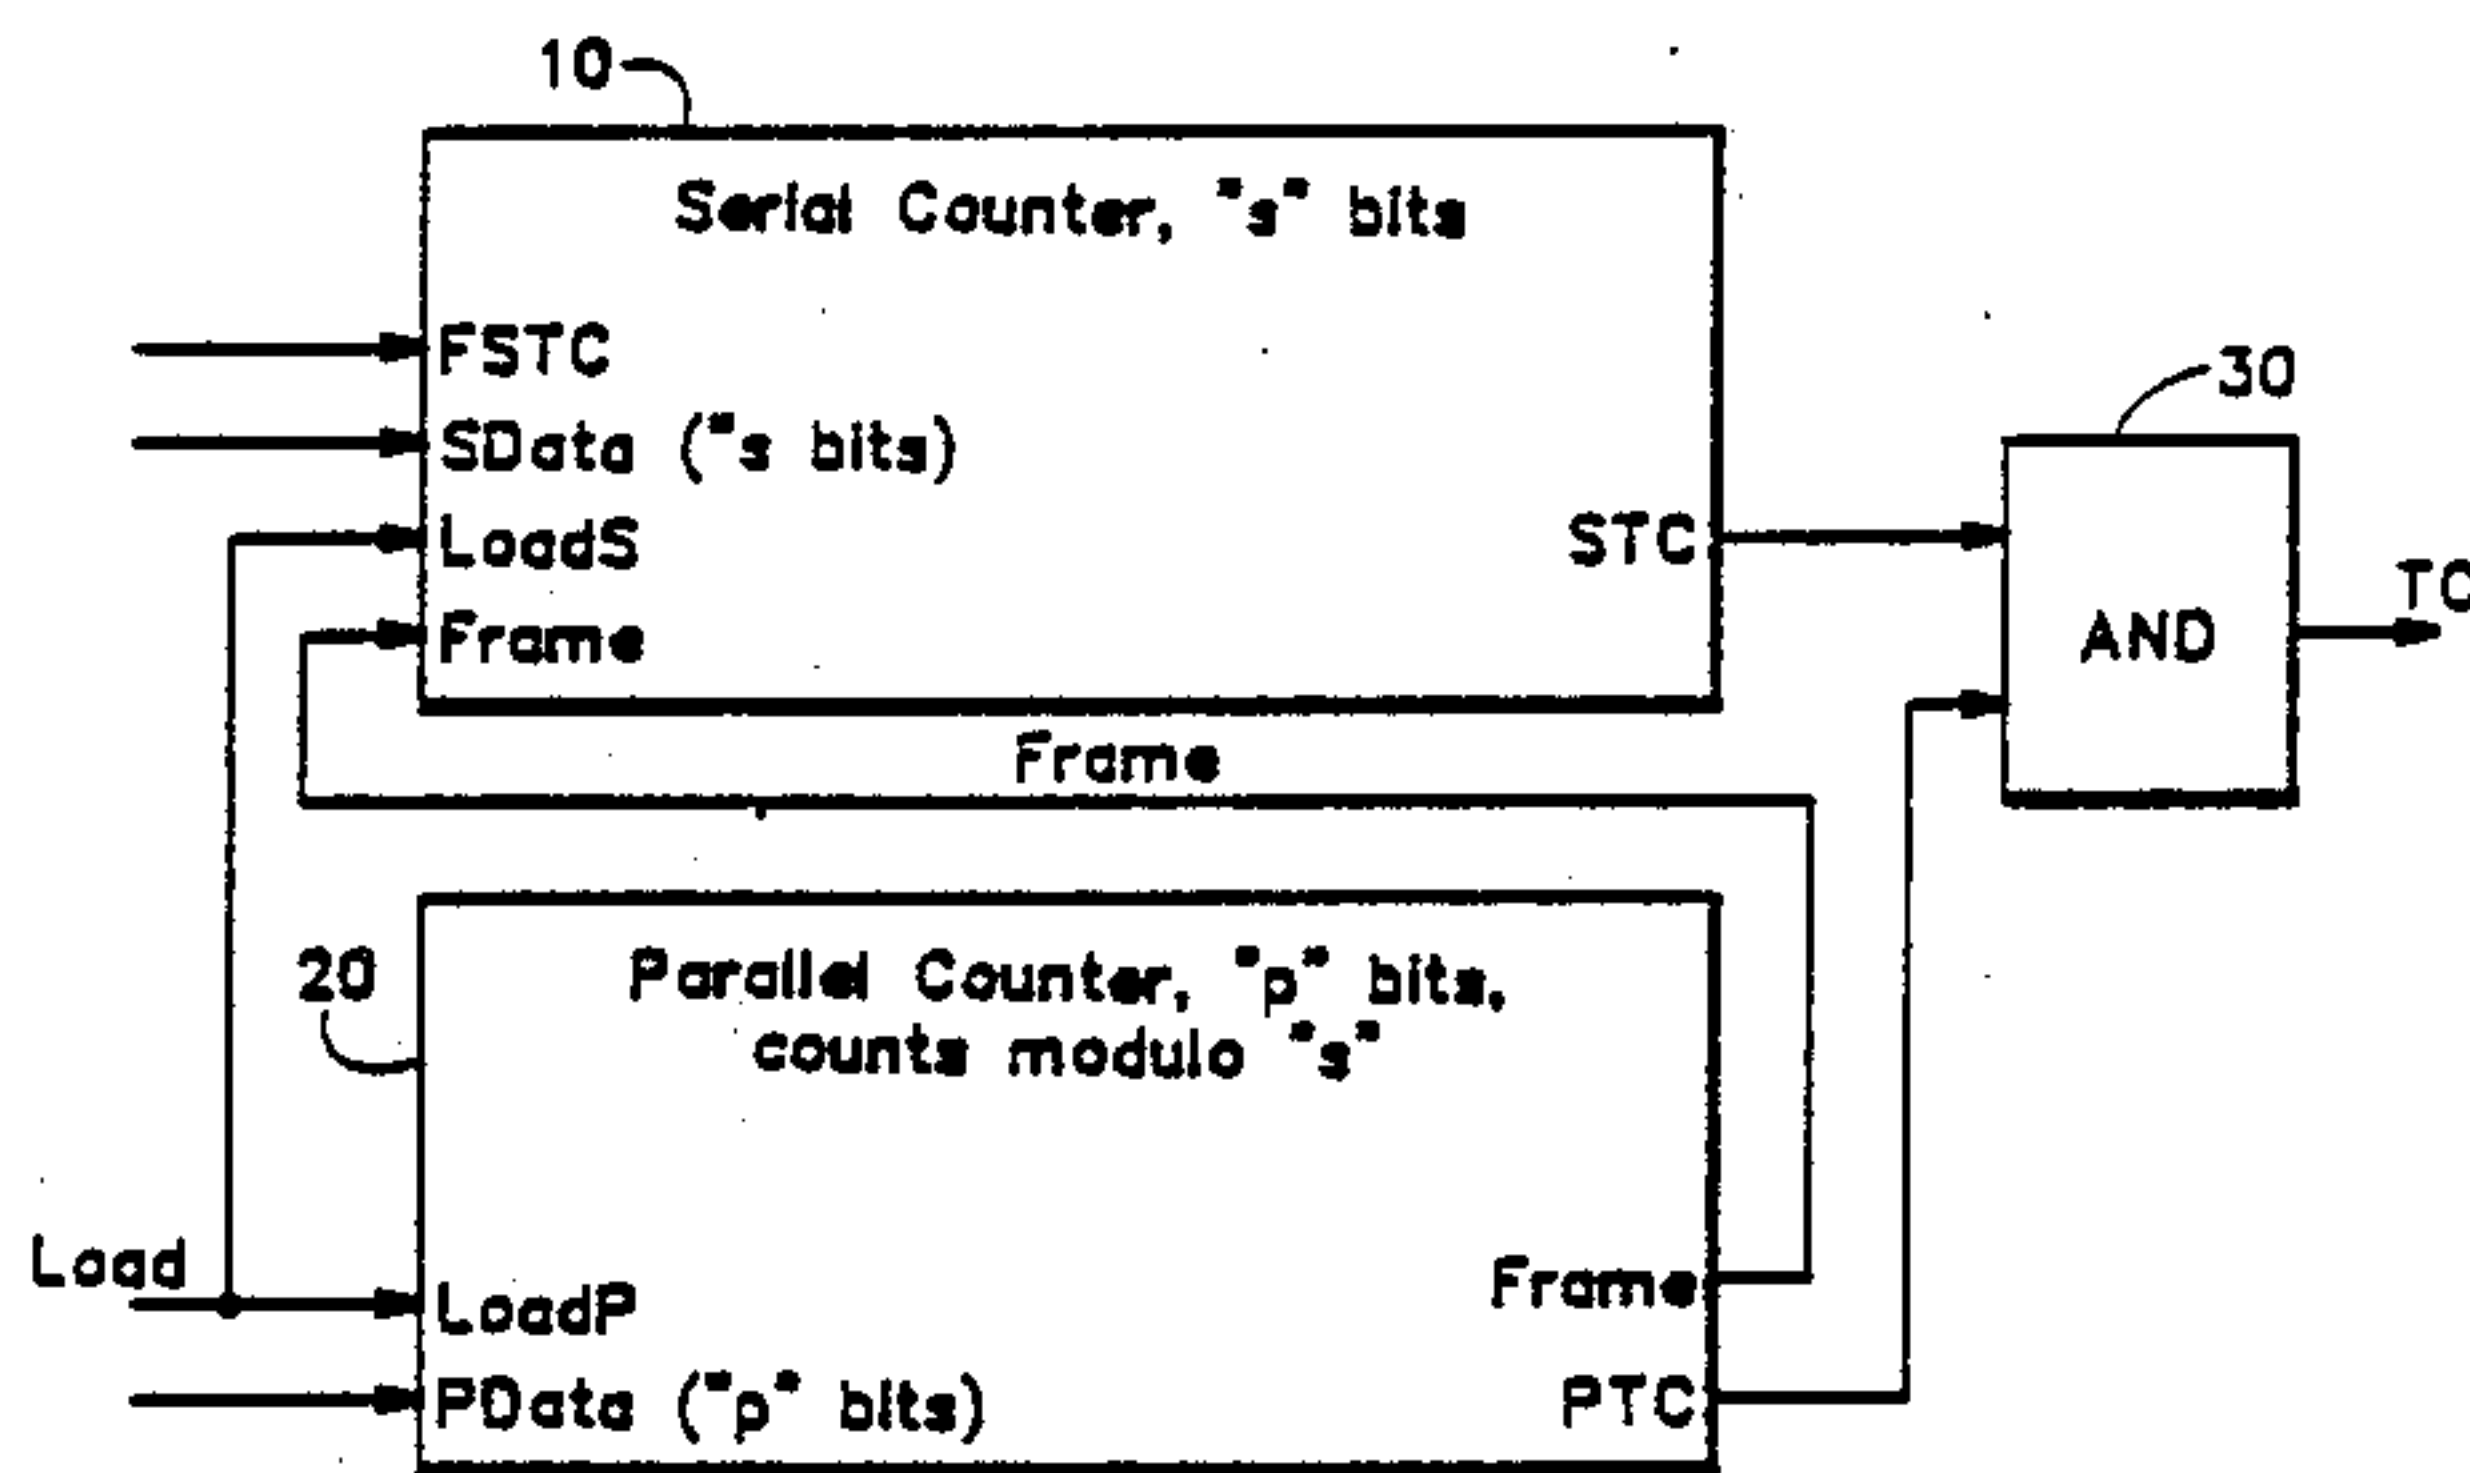 10
Serial Counter, "s" bits
FSTC
SData ("s bits)
LoadS
Frame
STC
30
AND
TC
Frame
20
Parallel Counter, "p" bits,
counts modulo "s"
Load
LoadP
PData ("p" bits)
Frame
PTC